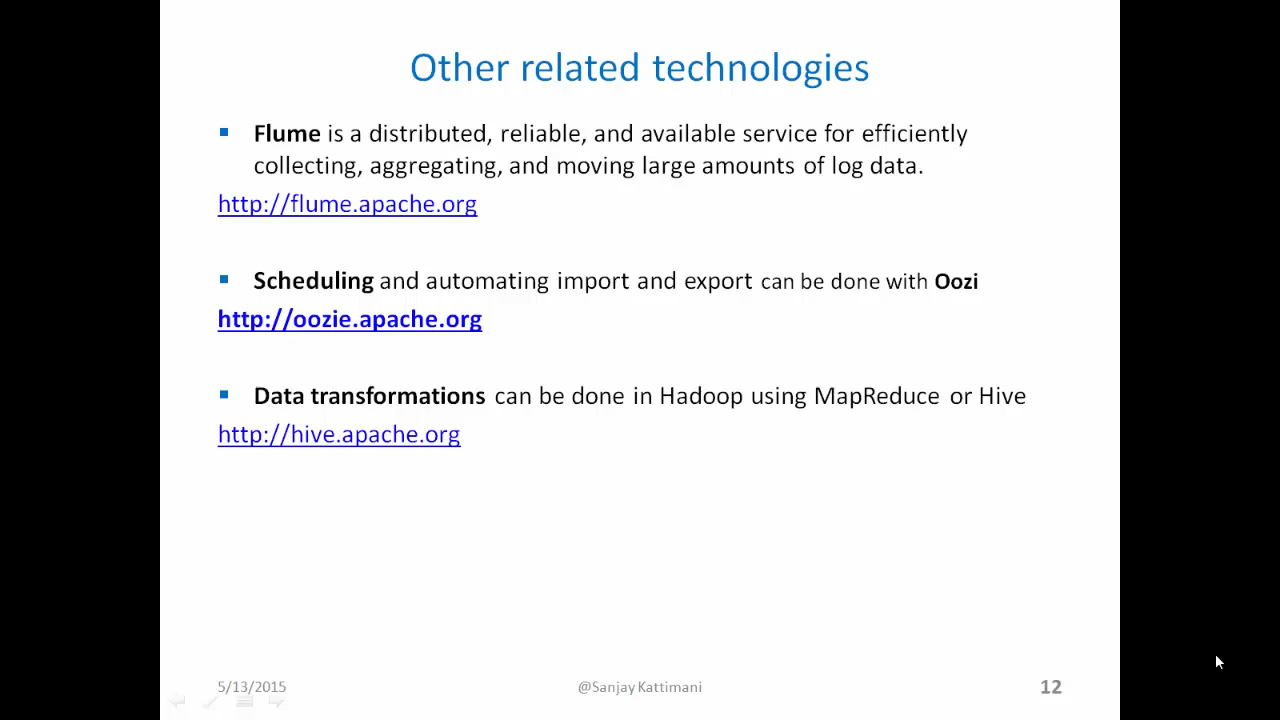 Other related technologies
▪ Flume is a distributed, reliable, and available service for efficiently
collecting, aggregating, and moving large amounts of log data.
http://flume.apache.org
▪ Scheduling and automating import and export can be done with Oozi
http://oozie.apache.org
▪ Data transformations can be done in Hadoop using MapReduce or Hive
http://hive.apache.org
5/13/2015 @Sanjay Kattimani 12